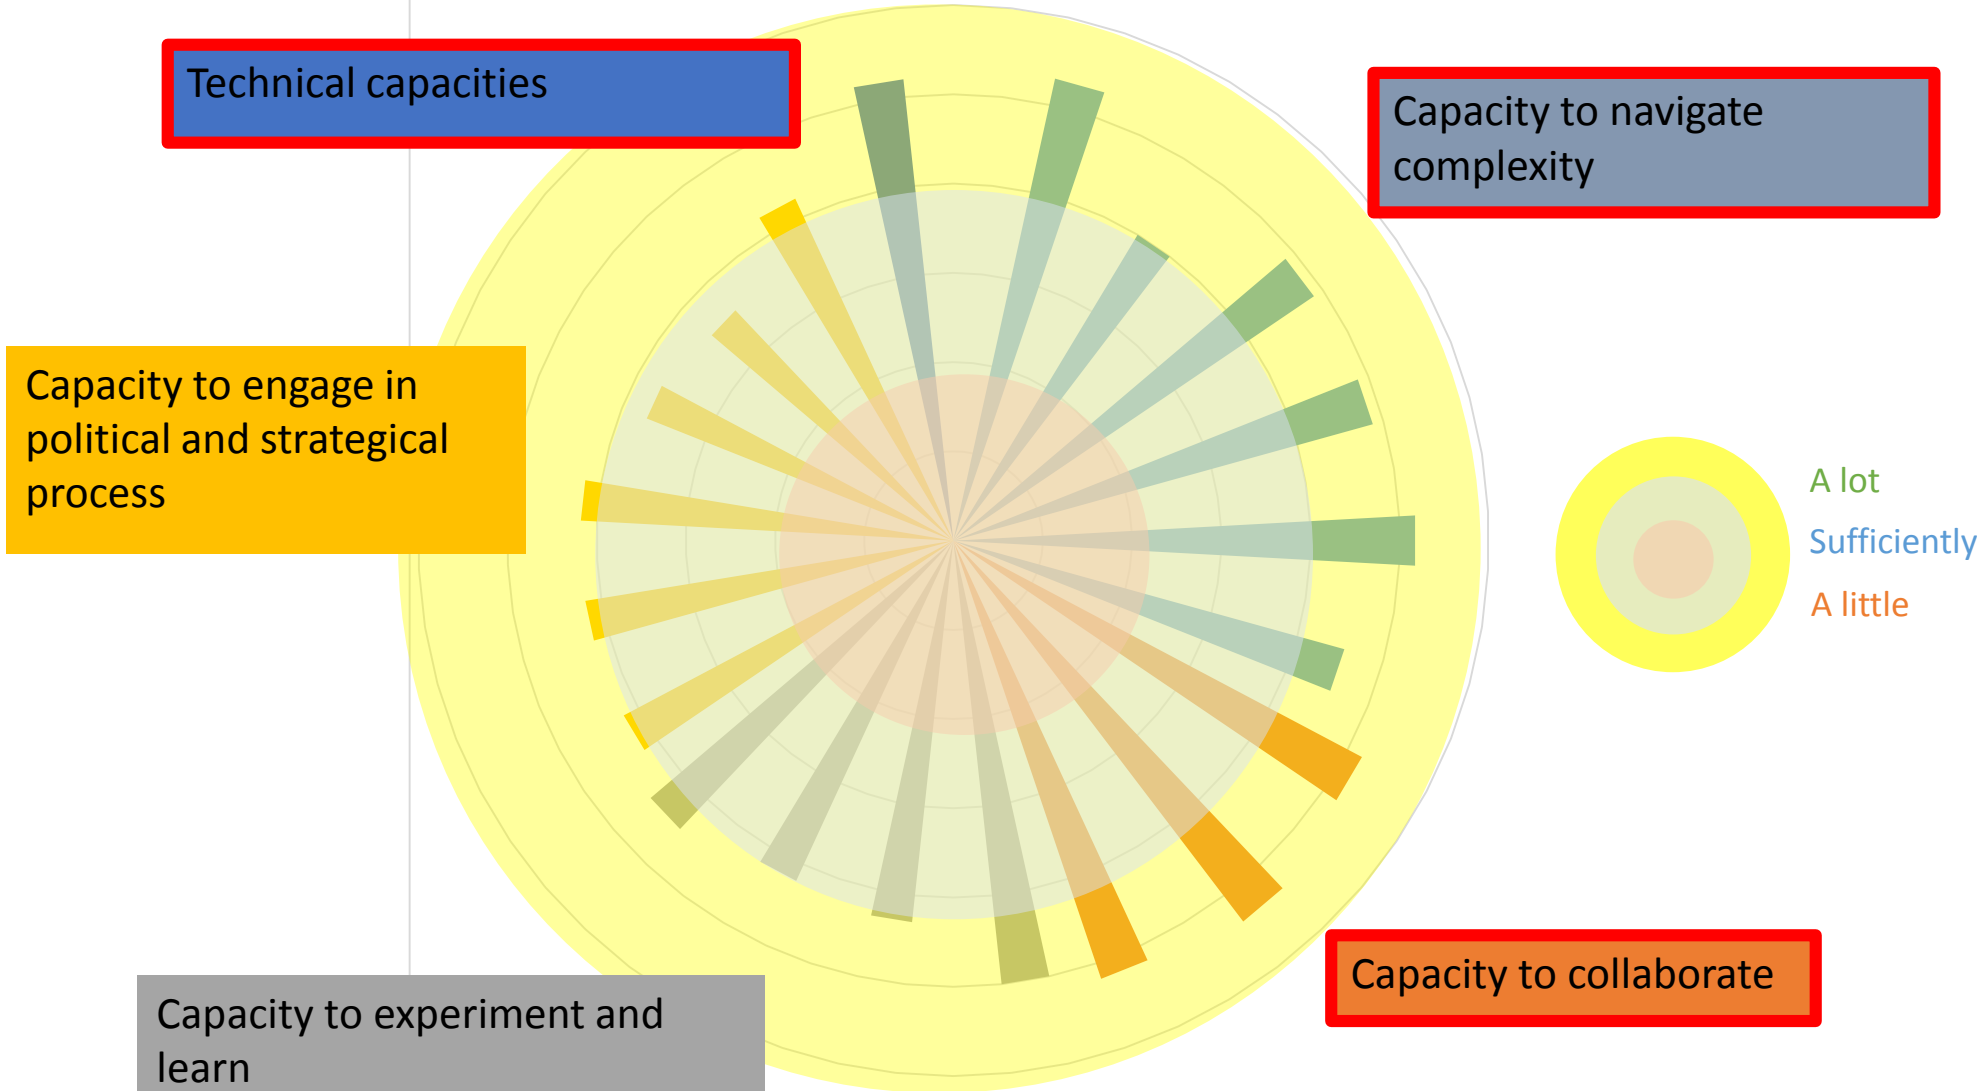 Technical capacities
Capacity to navigate
complexity
Capacity to engage in
political and strategical
process
A lot
Sufficiently
A little
Capacity to collaborate
Capacity to experiment and
learn